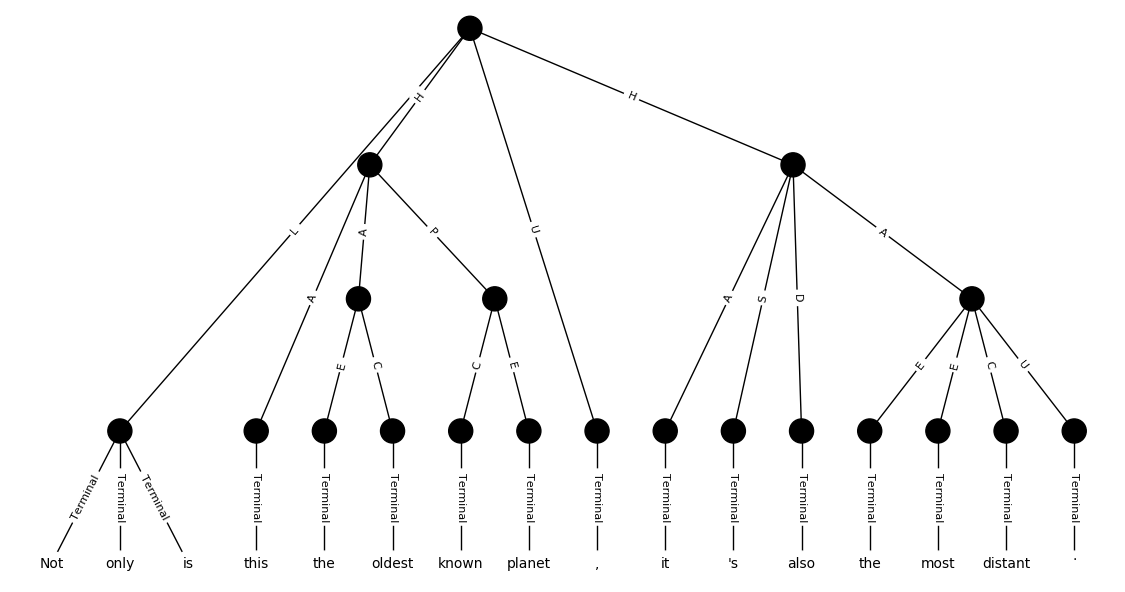 H
H
L
A
P
U
A
A
A
S
D
E
C
C
E
E
E
C
U
Terminal Terminal Terminal Terminal Terminal Terminal Terminal Terminal Terminal Terminal Terminal Terminal Terminal Terminal Terminal Terminal
Not only is this the oldest known planet , it 's also the most distant .